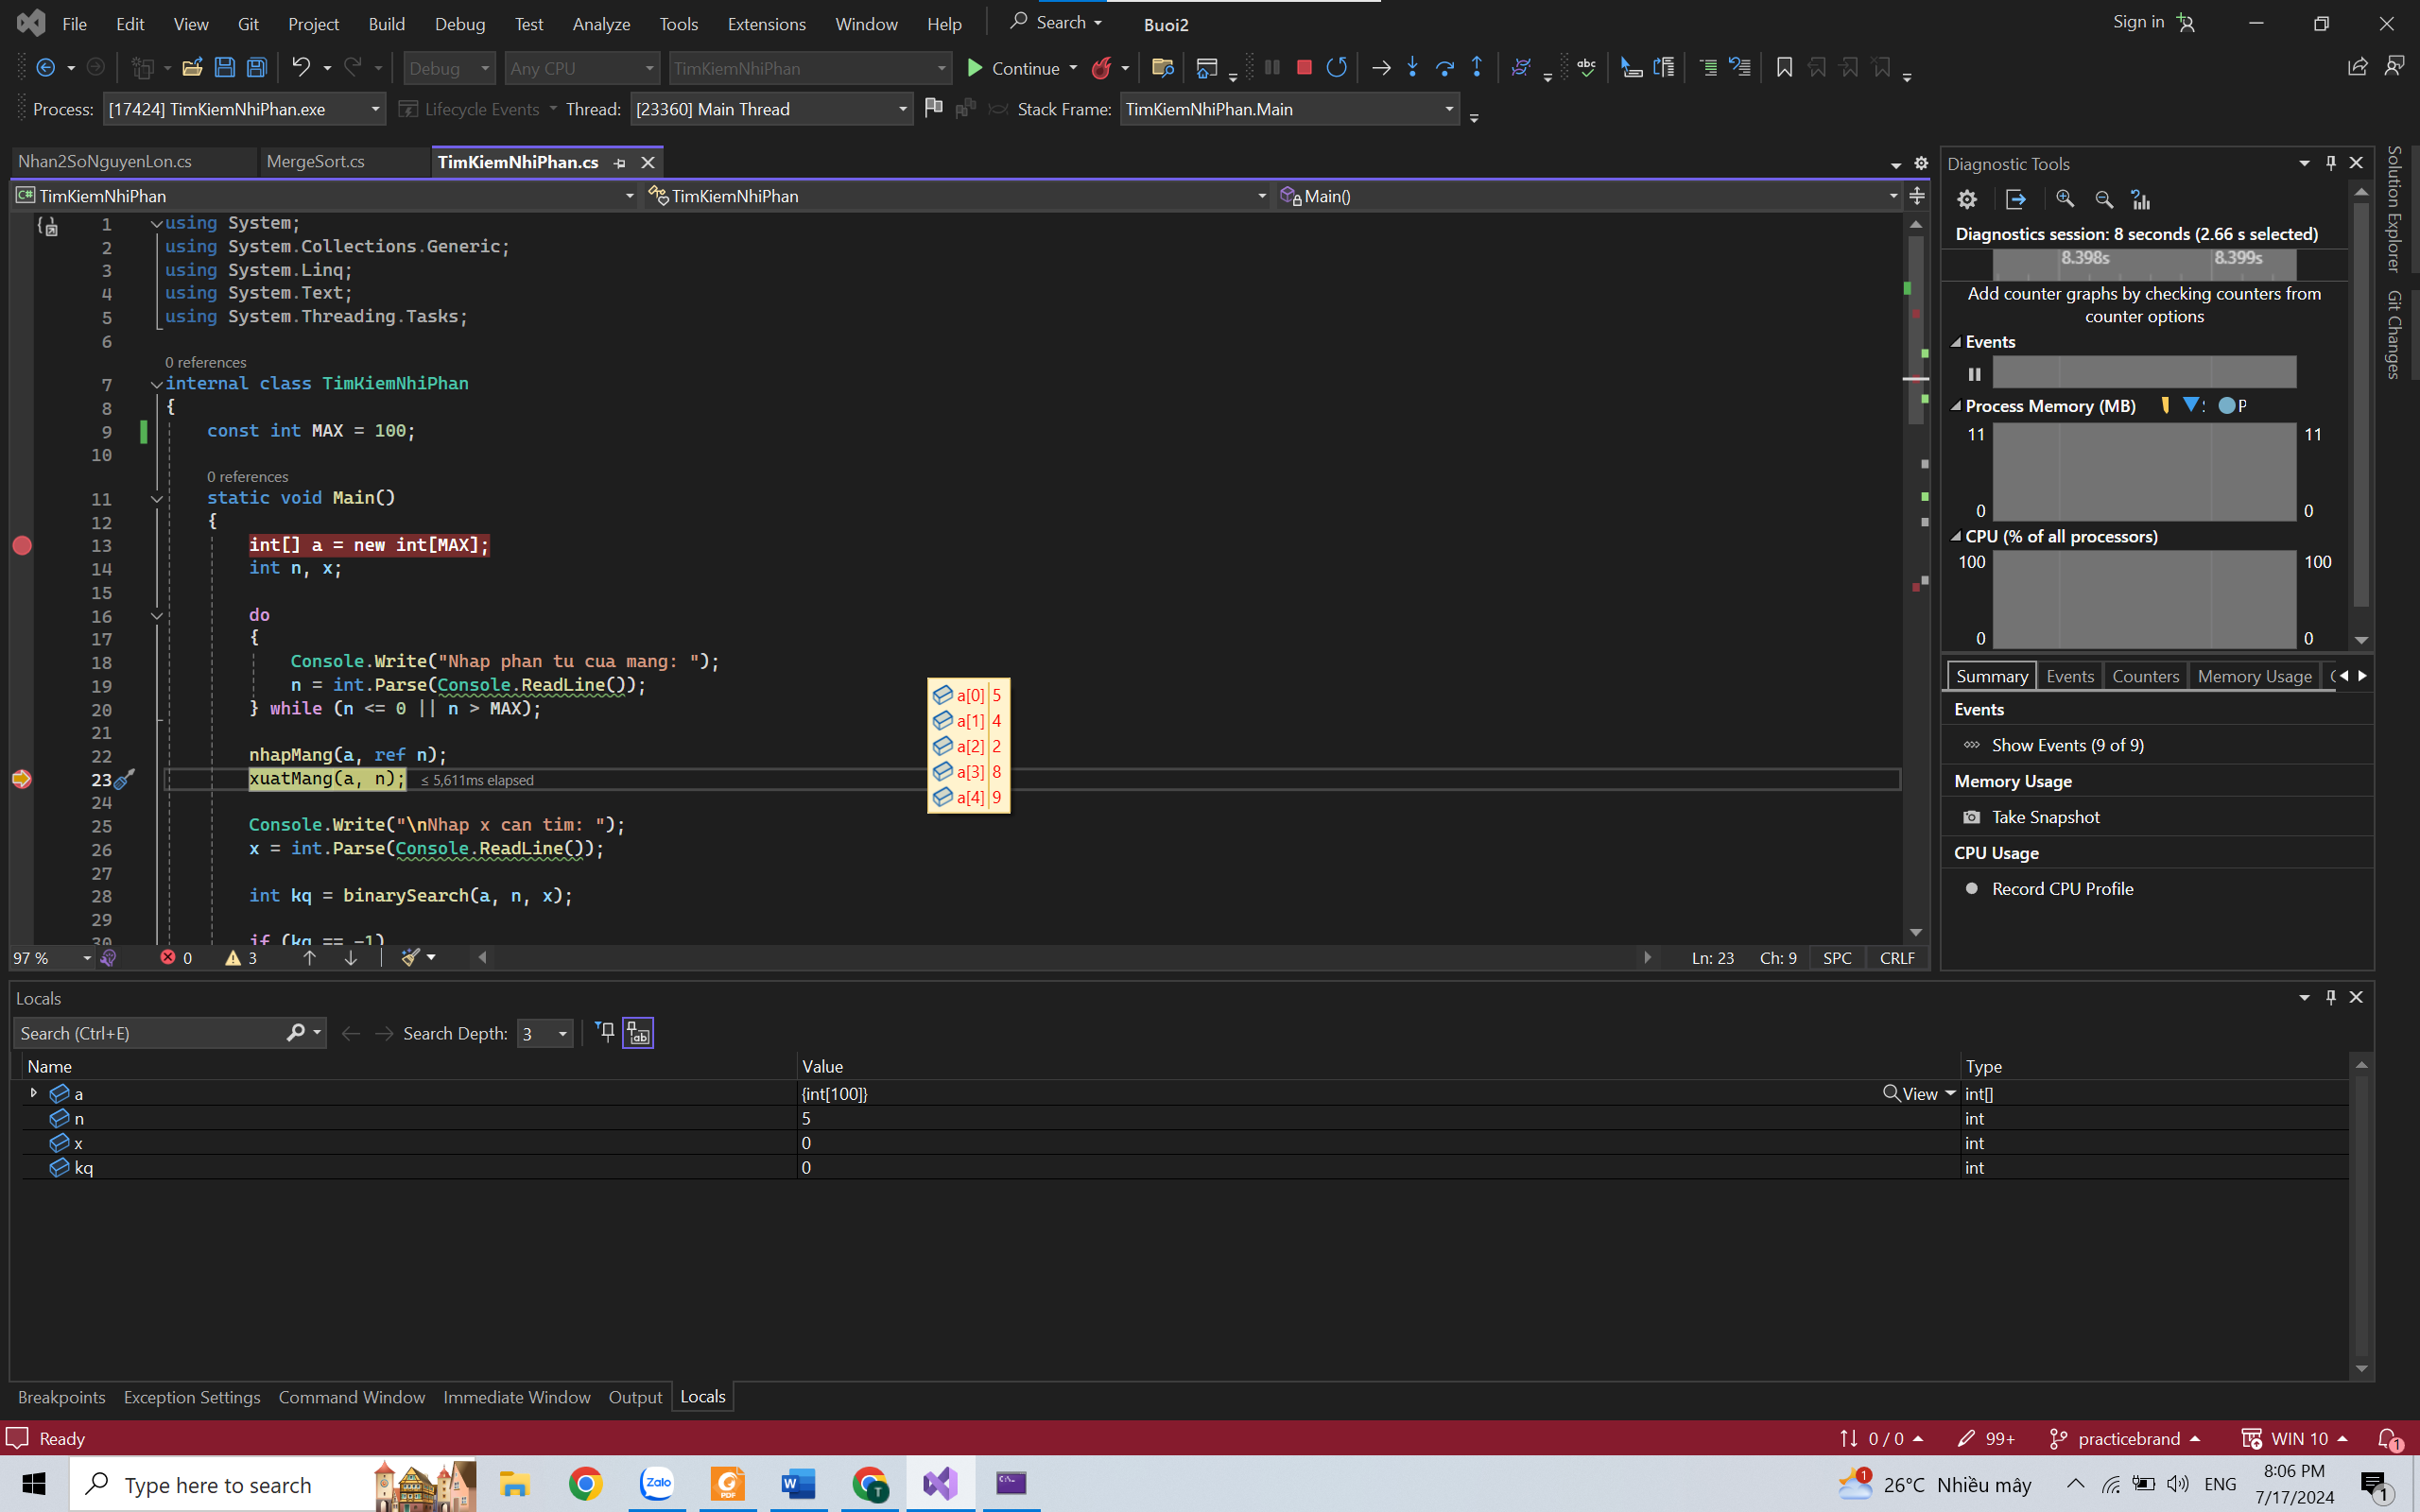 File Edit View Git Project Build Debug Test Analyze Tools Extensions Window Help Search Buoi2 Sign in
Debug Any CPU TimKiemNhiPhan Continue
Process: [17424] TimKiemNhiPhan.exe Lifecycle Events Thread: [23360] Main Thread Stack Frame: TimKiemNhiPhan.Main
Nhan2SoNguyenLon.cs MergeSort.cs TimKiemNhiPhan.cs
TimKiemNhiPhan TimKiemNhiPhan Main()
1 using System;
2 using System.Collections.Generic;
3 using System.Linq;
4 using System.Text;
5 using System.Threading.Tasks;
6
0 references
7 internal class TimKiemNhiPhan
8 {
9 const int MAX = 100;
10
0 references
11 static void Main()
12 {
13 int[] a = new int[MAX];
14 int n, x;
15
16 do
17 {
18 Console.Write("Nhap phan tu cua mang: ");
19 n = int.Parse(Console.ReadLine());
20 } while (n <= 0 || n > MAX);
21
22 nhapMang(a, ref n);
23 xuatMang(a, n); ≤ 5,611ms elapsed
24
25 Console.Write("\nNhap x can tim: ");
26 x = int.Parse(Console.ReadLine());
27
28 int kq = binarySearch(a, n, x);
29
30 if (kq == -1)
a[0] 5
a[1] 4
a[2] 2
a[3] 8
a[4] 9
97 % 0 3 Ln: 23 Ch: 9 SPC CRLF
Diagnostic Tools
Diagnostics session: 8 seconds (2.66 s selected)
8.398s 8.399s
Add counter graphs by checking counters from
counter options
Events
Process Memory (MB) P
11 11
0 0
CPU (% of all processors)
100 100
0 0
Summary Events Counters Memory Usage
Events
Show Events (9 of 9)
Memory Usage
Take Snapshot
CPU Usage
Record CPU Profile
Solution Explorer
Git Changes
Locals
Search (Ctrl+E) Search Depth: 3
Name Value Type
a {int[100]} View int[]
n 5 int
x 0 int
kq 0 int
Breakpoints Exception Settings Command Window Immediate Window Output Locals
Ready 0 / 0 99+ practicebrand WIN 10 1
Type here to search Zalo PDF W T 1 26°C Nhiều mây ENG 8:06 PM
7/17/2024 1